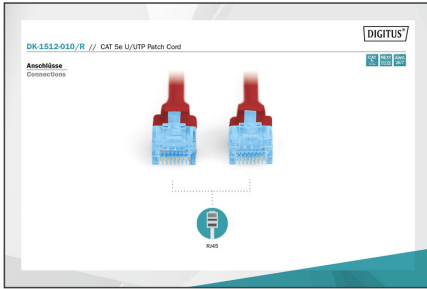 DIGITUS®
DK-1512-010/R // CAT 5e U/UTP Patch Cord
Anschlüsse
Connections
RJ45